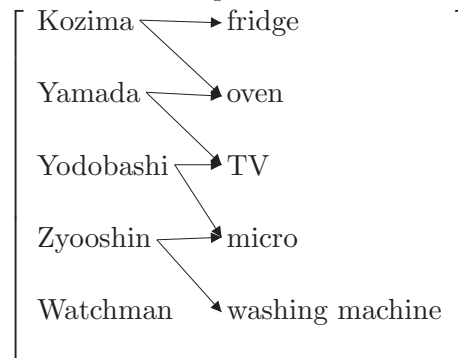 Kozima fridge
Yamada oven
Yodobashi TV
Zyooshin micro
Watchman washing machine